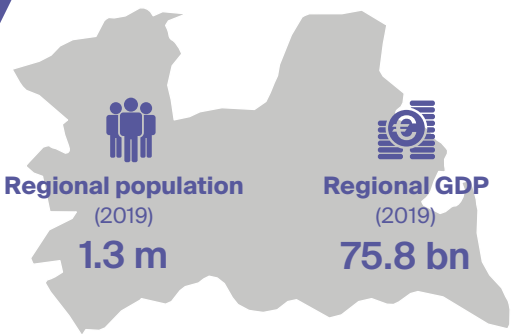 Regional population
(2019)
1.3 m
€
Regional GDP
(2019)
75.8 bn